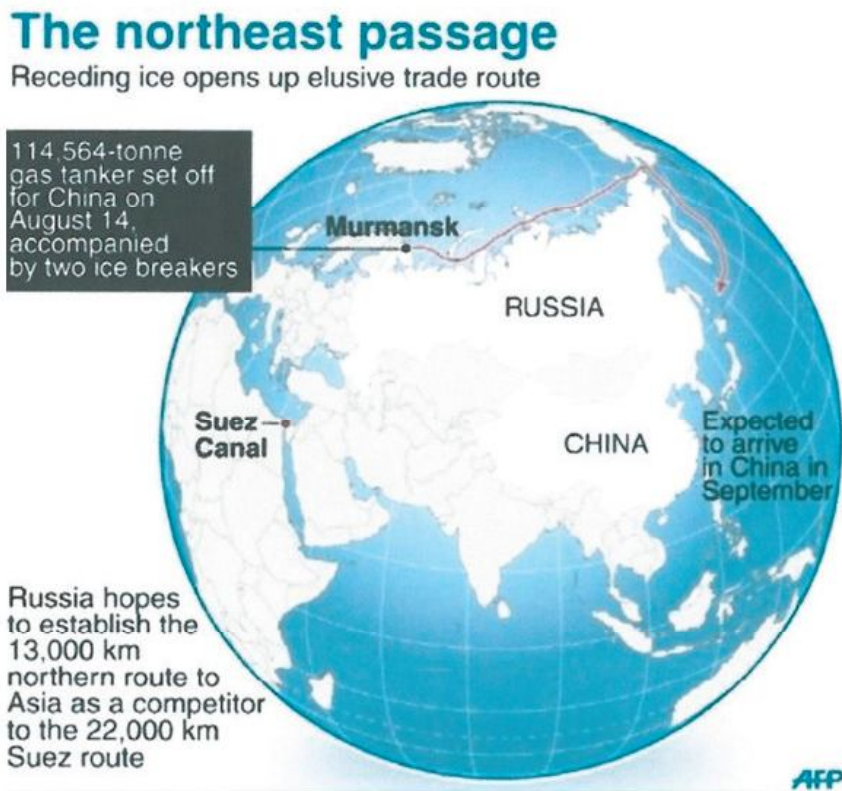 The northeast passage
Receding ice opens up elusive trade route
114,564-tonne
gas tanker set off
for China on
August 14,
accompanied
by two ice breakers
Murmansk
RUSSIA
Suez
Canal
CHINA
Expected
to arrive
in China in
September
Russia hopes
to establish the
13,000 km
northern route to
Asia as a competitor
to the 22,000 km
Suez route
AFP